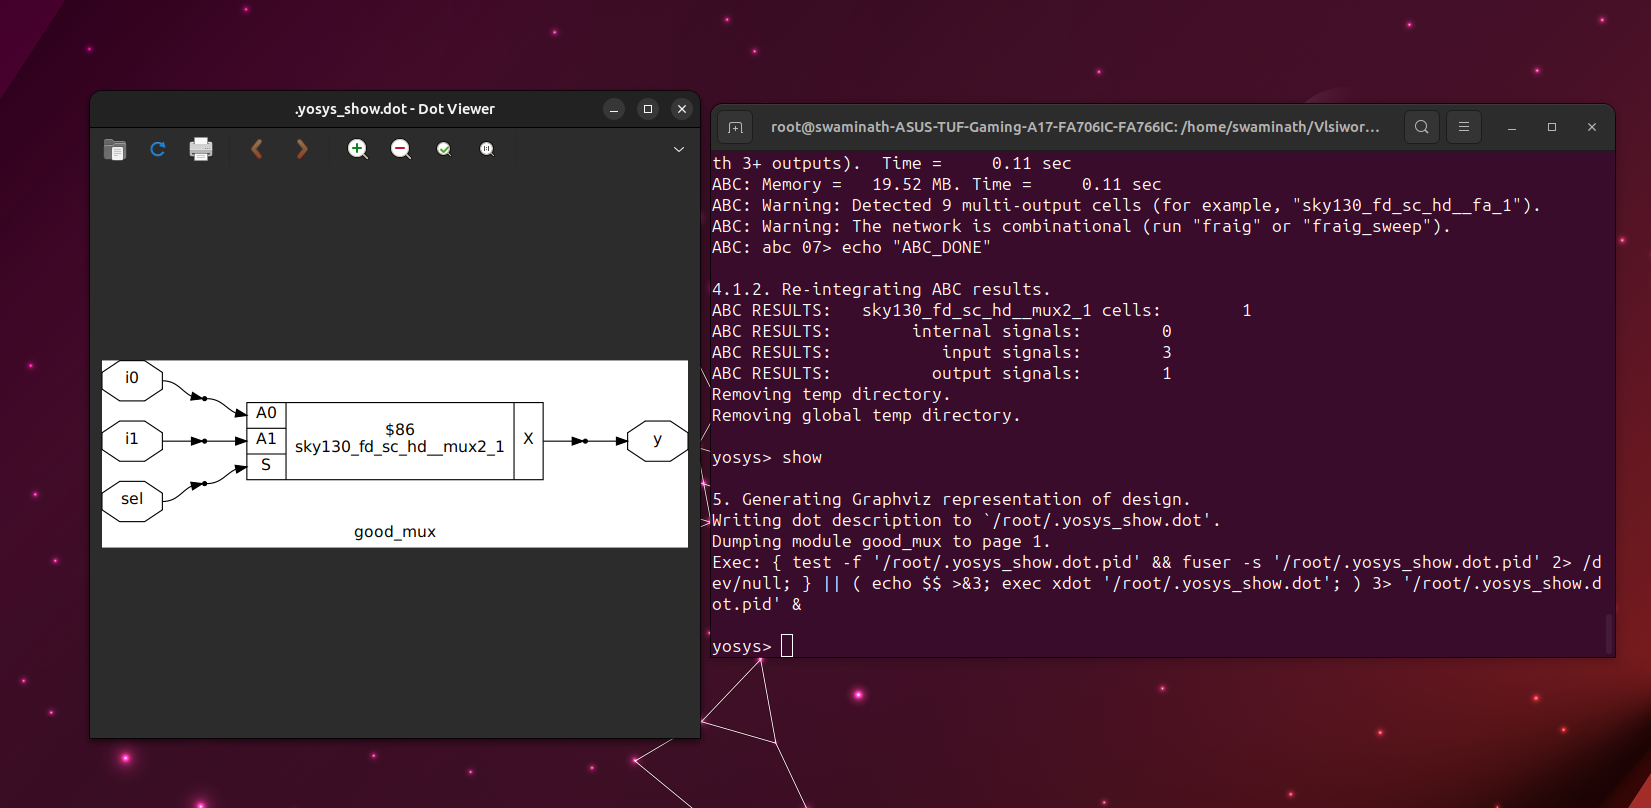 .yosys_show.dot - Dot Viewer
i0
i1
sel
A0
A1
S
$86
sky130_fd_sc_hd__mux2_1
X
y
good_mux
root@swaminath-ASUS-TUF-Gaming-A17-FA706IC-FA766IC: /home/swaminath/Vlsiwor...
th 3+ outputs).  Time =     0.11 sec
ABC: Memory =   19.52 MB. Time =     0.11 sec
ABC: Warning: Detected 9 multi-output cells (for example, "sky130_fd_sc_hd__fa_1").
ABC: Warning: The network is combinational (run "fraig" or "fraig_sweep").
ABC: abc 07> echo "ABC_DONE"
4.1.2. Re-integrating ABC results.
ABC RESULTS:   sky130_fd_sc_hd__mux2_1 cells:        1
ABC RESULTS:        internal signals:        0
ABC RESULTS:           input signals:        3
ABC RESULTS:          output signals:        1
Removing temp directory.
Removing global temp directory.
yosys> show
5. Generating Graphviz representation of design.
Writing dot description to `/root/.yosys_show.dot'.
Dumping module good_mux to page 1.
Exec: { test -f '/root/.yosys_show.dot.pid' && fuser -s '/root/.yosys_show.dot.pid' 2> /d
ev/null; } || ( echo $$ >&3; exec xdot '/root/.yosys_show.dot'; ) 3> '/root/.yosys_show.d
ot.pid' &
yosys>